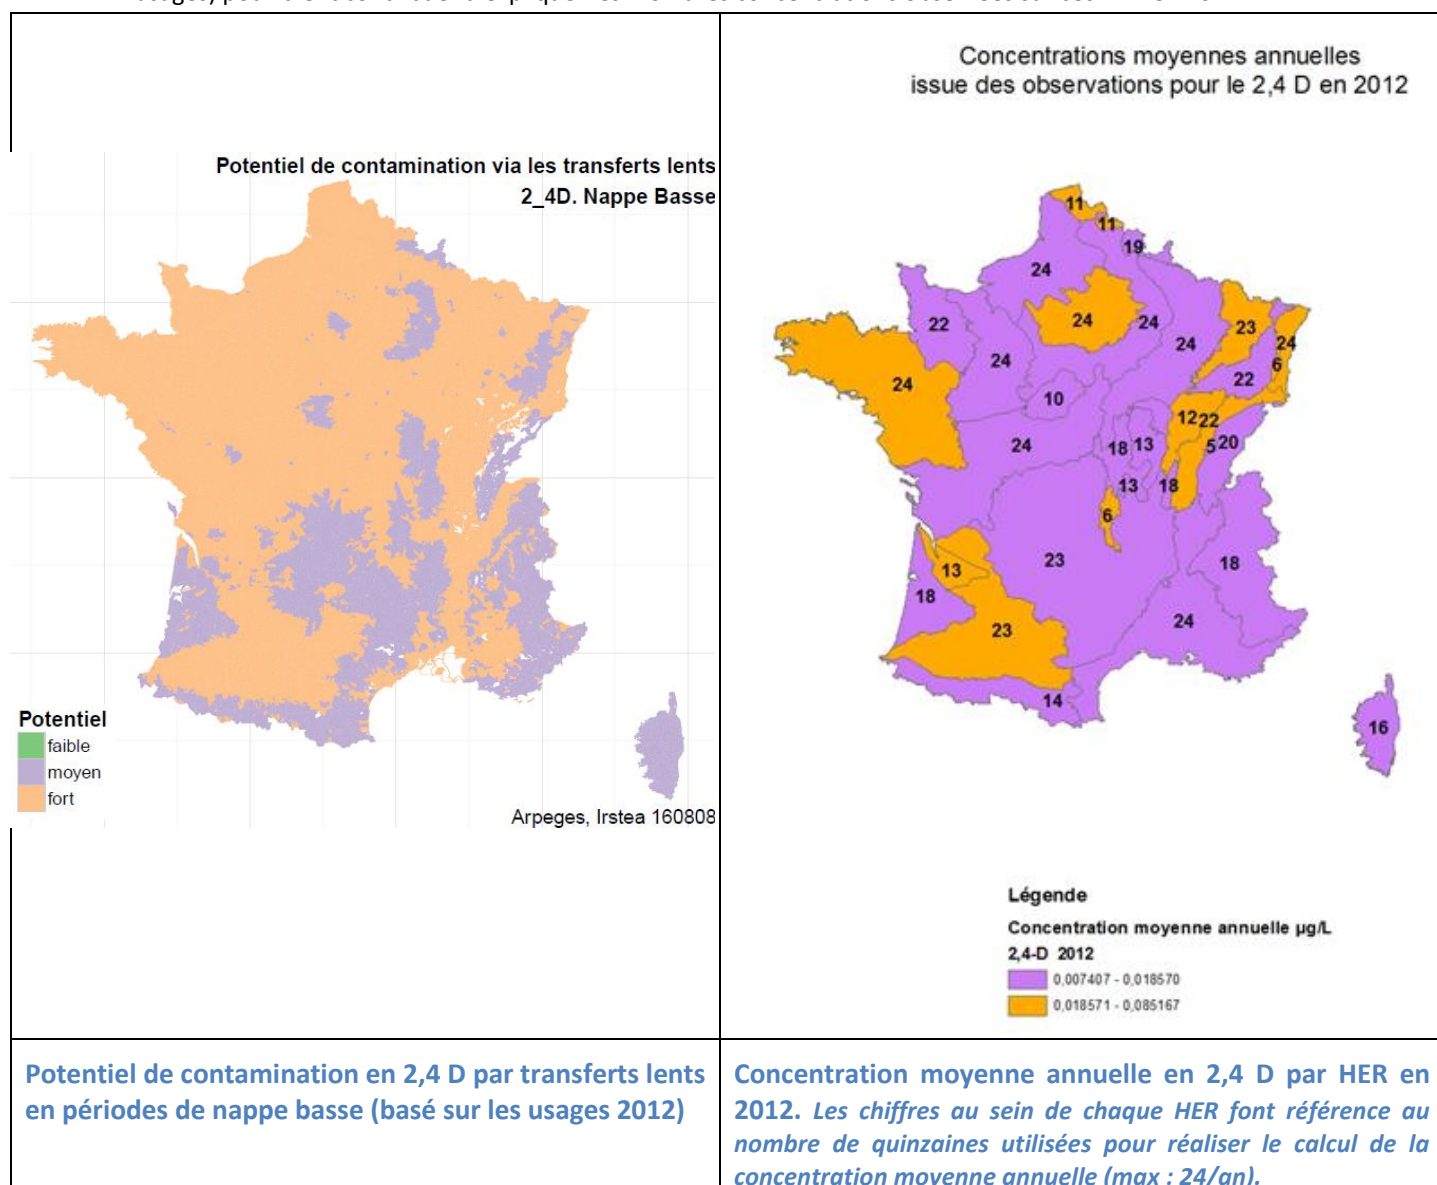 Concentrations moyennes annuelles
issue des observations pour le 2,4 D en 2012
Potentiel de contamination via les transferts lents
2_4D. Nappe Basse
Potentiel
faible
moyen
fort
Arpeges, Irstea 160808
11
11
19
24
22
24
24
24
24
23
24
6
22
24
10
12
22
24
18
13
5
20
13
18
6
23
18
13
18
24
23
14
16
Légende
Concentration moyenne annuelle µg/L
2,4-D 2012
0,007407 - 0,018570
0,018571 - 0,085167
Potentiel de contamination en 2,4 D par transferts lents
en périodes de nappe basse (basé sur les usages 2012)
Concentration moyenne annuelle en 2,4 D par HER en
2012. Les chiffres au sein de chaque HER font référence au
nombre de quinzaines utilisées pour réaliser le calcul de la
concentration moyenne annuelle (max : 24/an).